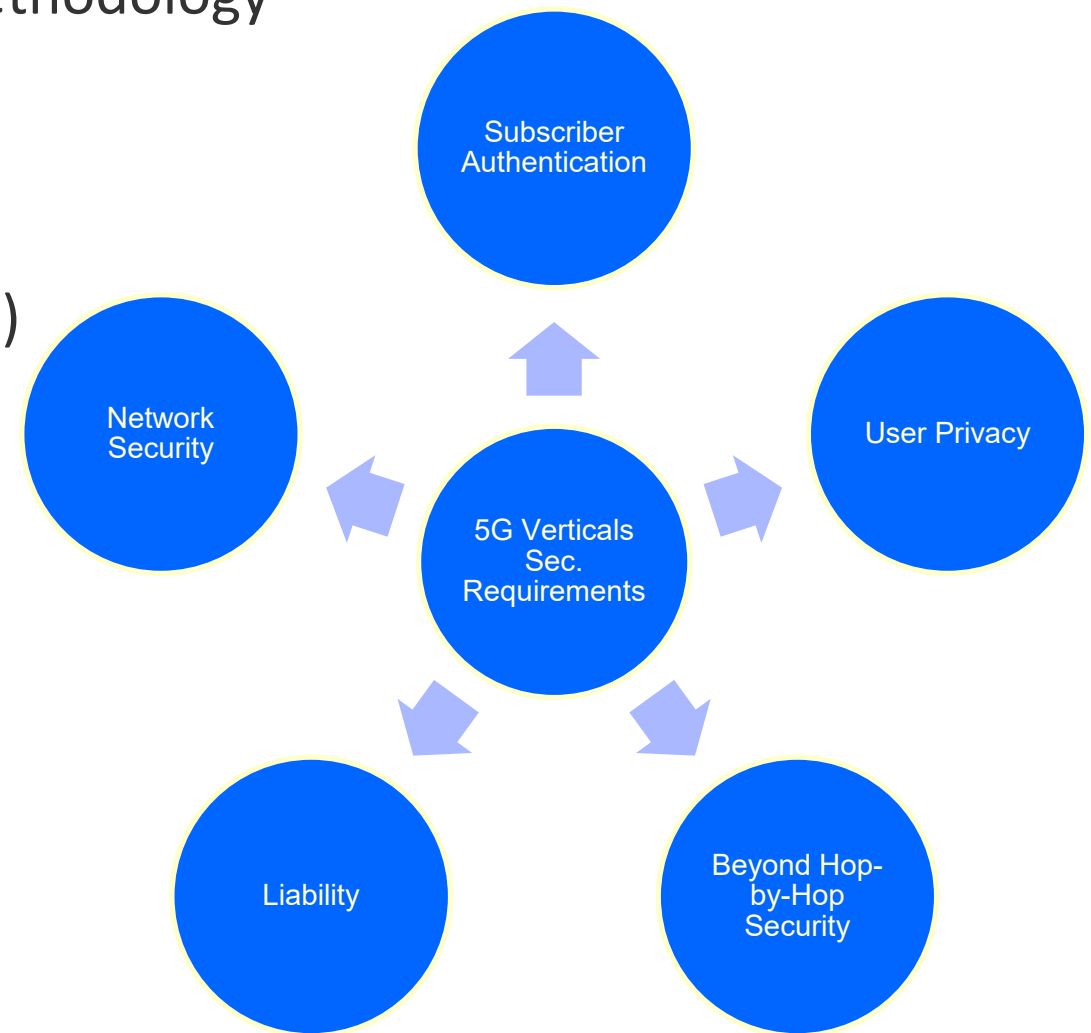 Subscriber
Authentication
)
Network
Security
User Privacy
5G Verticals
Sec.
Requirements
Liability
Beyond Hop-
by-Hop
Security